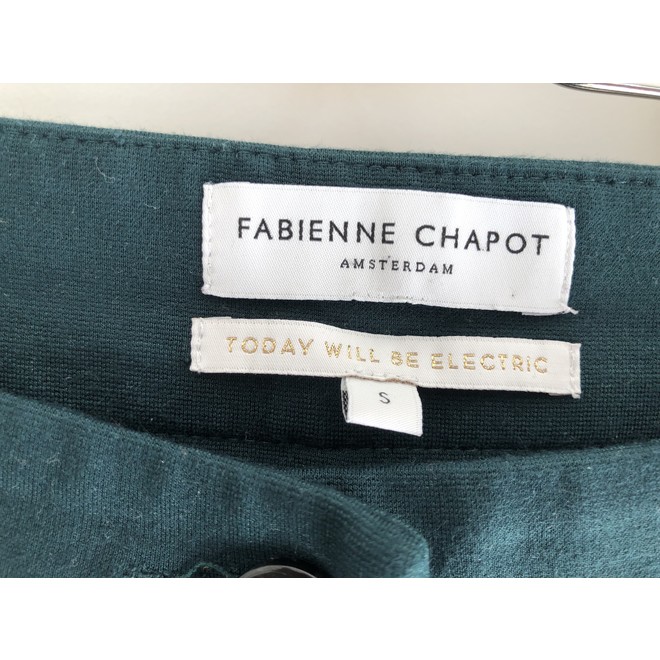 FABIENNE CHAPOT
AMSTERDAM
TODAY WILL BE ELECTRIC
S